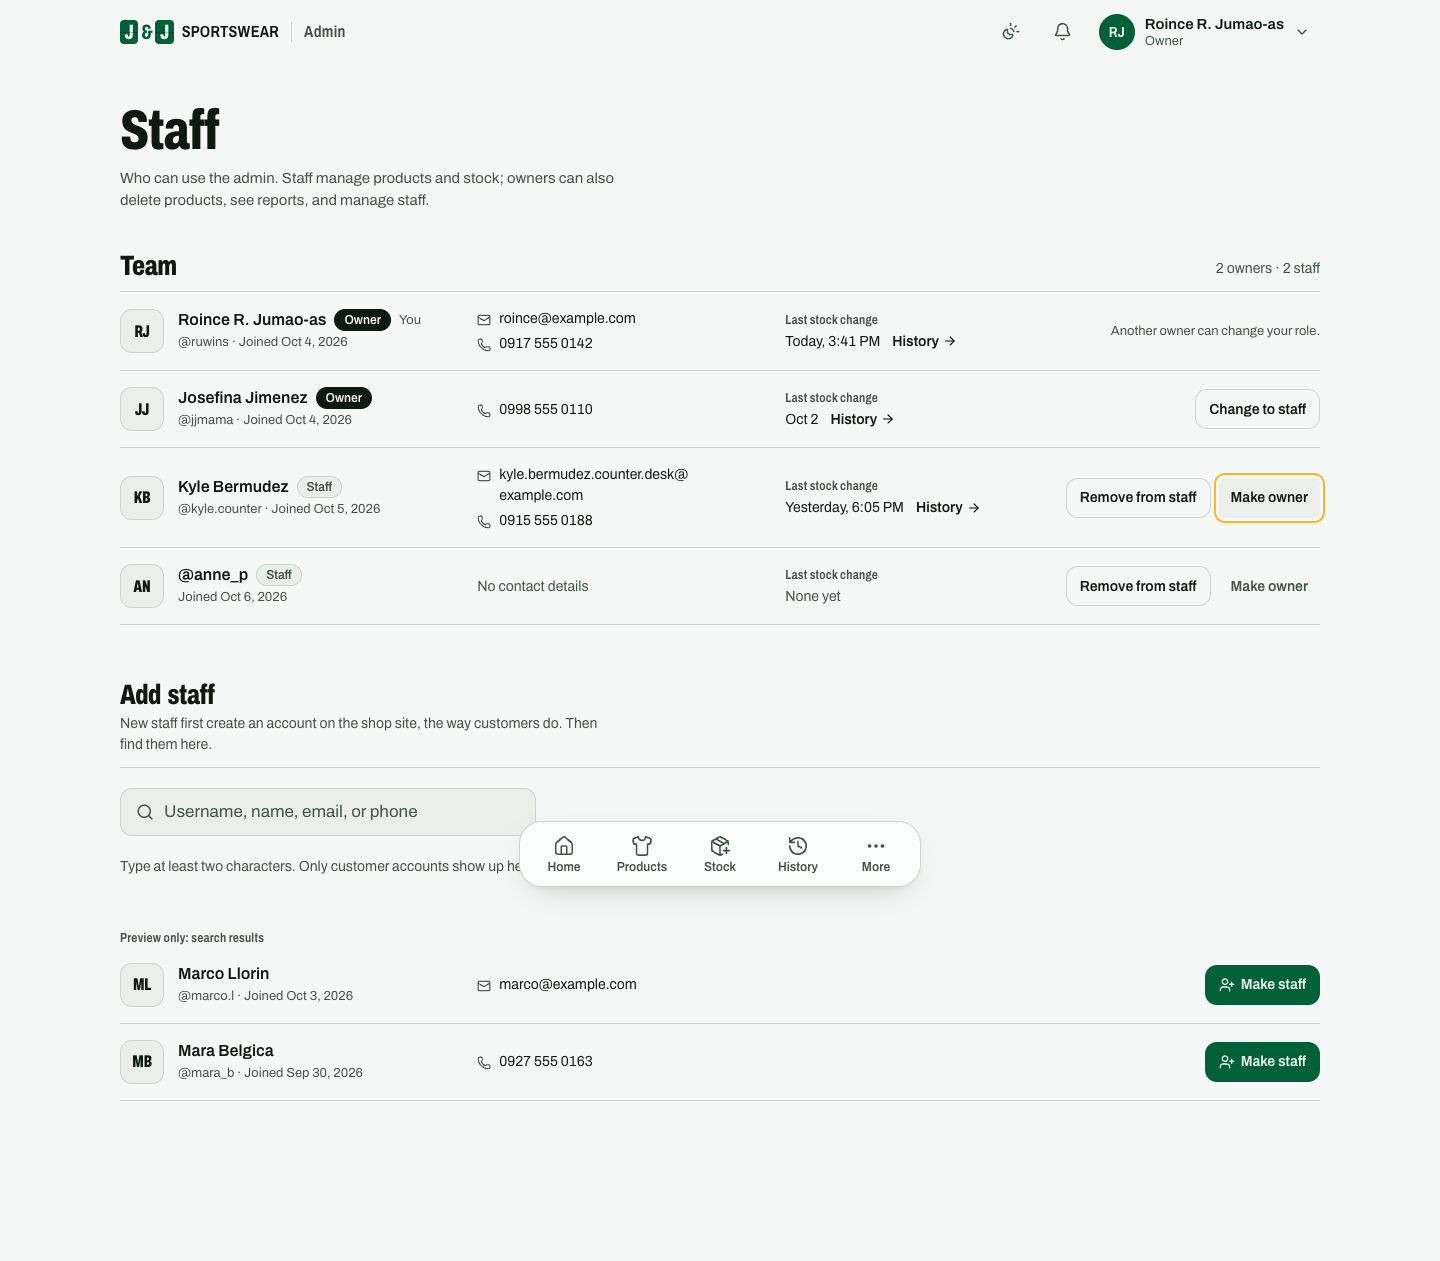 J & J SPORTSWEAR Admin
RJ Roince R. Jumao-as
Owner
Staff
Who can use the admin. Staff manage products and stock; owners can also
delete products, see reports, and manage staff.
Team
2 owners · 2 staff
RJ
Roince R. Jumao-as Owner You
@ruwins · Joined Oct 4, 2026
roince@example.com
0917 555 0142
Last stock change
Today, 3:41 PM History →
Another owner can change your role.
JJ
Josefina Jimenez Owner
@jjmama · Joined Oct 4, 2026
0998 555 0110
Last stock change
Oct 2 History →
Change to staff
KB
Kyle Bermudez Staff
@kyle.counter · Joined Oct 5, 2026
kyle.bermudez.counter.desk@
example.com
0915 555 0188
Last stock change
Yesterday, 6:05 PM History →
Remove from staff Make owner
AN
@anne_p Staff
Joined Oct 6, 2026
No contact details
Last stock change
None yet
Remove from staff Make owner
Add staff
New staff first create an account on the shop site, the way customers do. Then
find them here.
Username, name, email, or phone
Type at least two characters. Only customer accounts show up he
Home Products Stock History More
Preview only: search results
ML
Marco Llorin
@marco.l · Joined Oct 3, 2026
marco@example.com
Make staff
MB
Mara Belgica
@mara_b · Joined Sep 30, 2026
0927 555 0163
Make staff